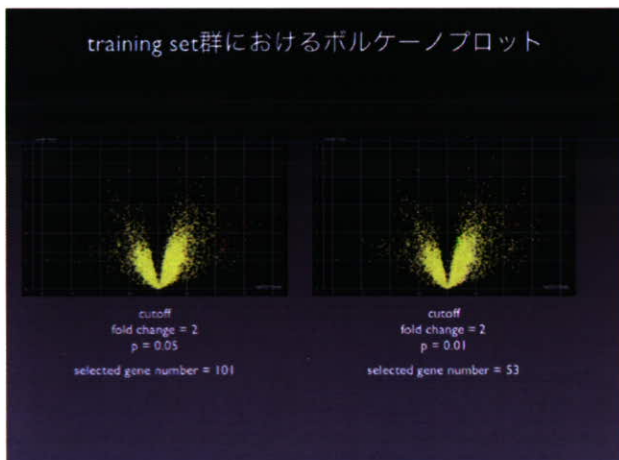 training set群におけるボルケーノプロット
cutoff
fold change = 2
p = 0.05
selected gene number = 101
cutoff
fold change = 2
p = 0.01
selected gene number = 53